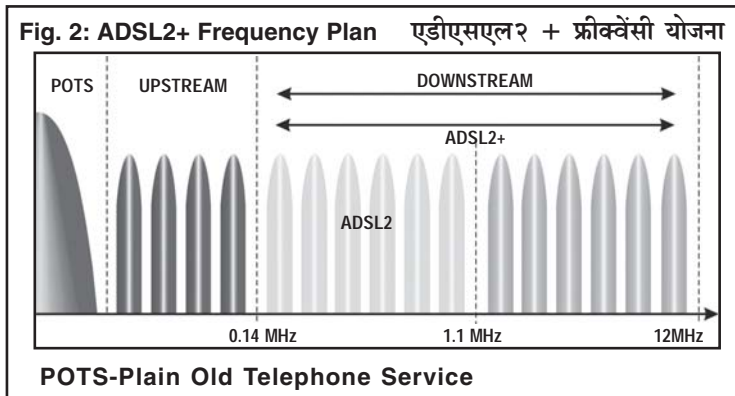 Fig. 2: ADSL2+ Frequency Plan एडीएसएल२ + फ्रीक्वेंसी योजना
POTS UPSTREAM DOWNSTREAM
ADSL2+
ADSL2
0.14 MHz 1.1 MHz 12MHz
POTS-Plain Old Telephone Service